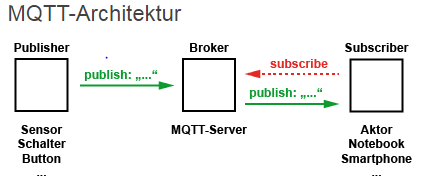 MQTT-Architektur
Publisher
Broker
Subscriber
subscribe
publish: „...“
publish: „...“
Sensor
Schalter
Button
...
MQTT-Server
Aktor
Notebook
Smartphone
...